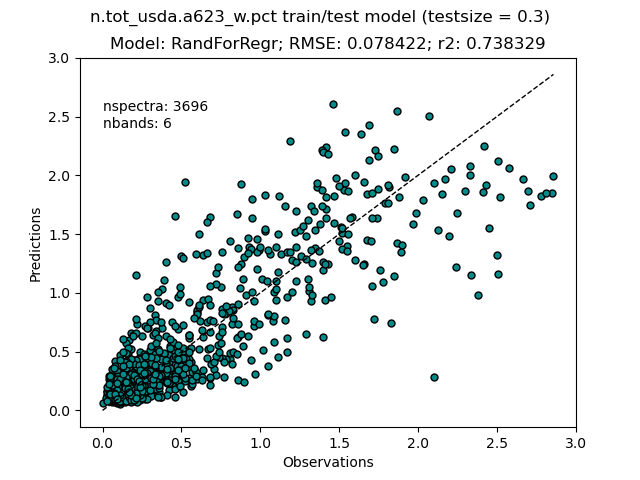 n.tot_usda.a623_w.pct train/test model (testsize = 0.3)
Model: RandForRegr; RMSE: 0.078422; r2: 0.738329
3.0
nspectra: 3696
nbands: 6
2.5
2.0
1.5
1.0
0.5
0.0
Predictions
0.0 0.5 1.0 1.5 2.0 2.5 3.0
Observations